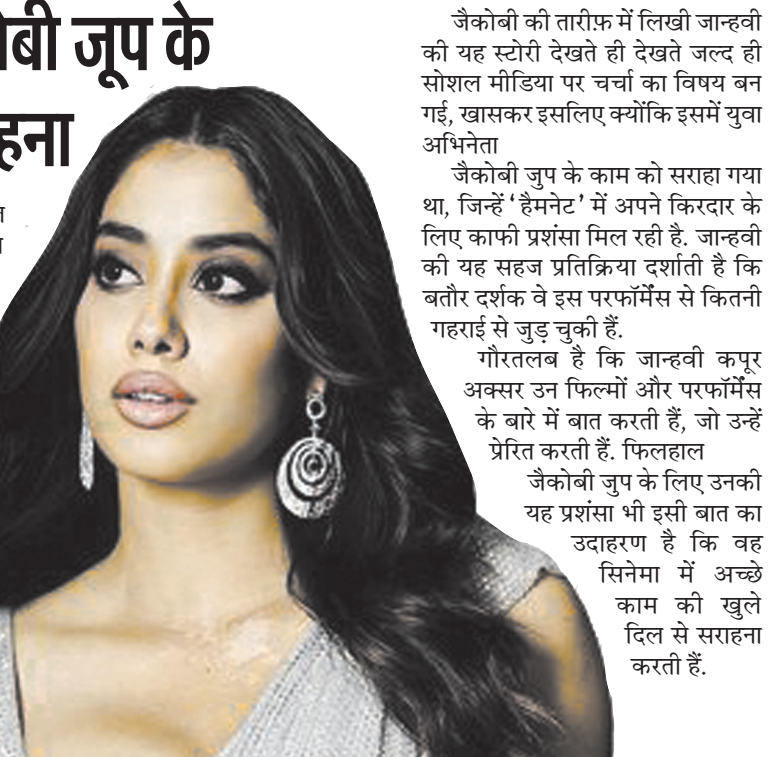 जूप के
जैकोबी की तारीफ़ में लिखी जान्हवी
की यह स्टोरी देखते ही देखते जल्द ही
सोशल मीडिया पर चर्चा का विषय बन
गई, खासकर इसलिए क्योंकि इसमें युवा
अभिनेता
जैकोबी जुप के काम को सराहा गया
था, जिन्हें ‘हैमनेट’ में अपने किरदार के
लिए काफी प्रशंसा मिल रही है. जान्हवी
की यह सहज प्रतिक्रिया दर्शाती है कि
बतौर दर्शक वे इस परफॉर्मेंस से कितनी
गहराई से जुड़ चुकी हैं.
गौरतलब है कि जान्हवी कपूर
अक्सर उन फिल्मों और परफॉर्मेंस
के बारे में बात करती हैं, जो उन्हें
प्रेरित करती हैं. फिलहाल
जैकोबी जुप के लिए उनकी
यह प्रशंसा भी इसी बात का
उदाहरण है कि वह
सिनेमा में अच्छे
काम की खुले
दिल से सराहना
करती हैं.